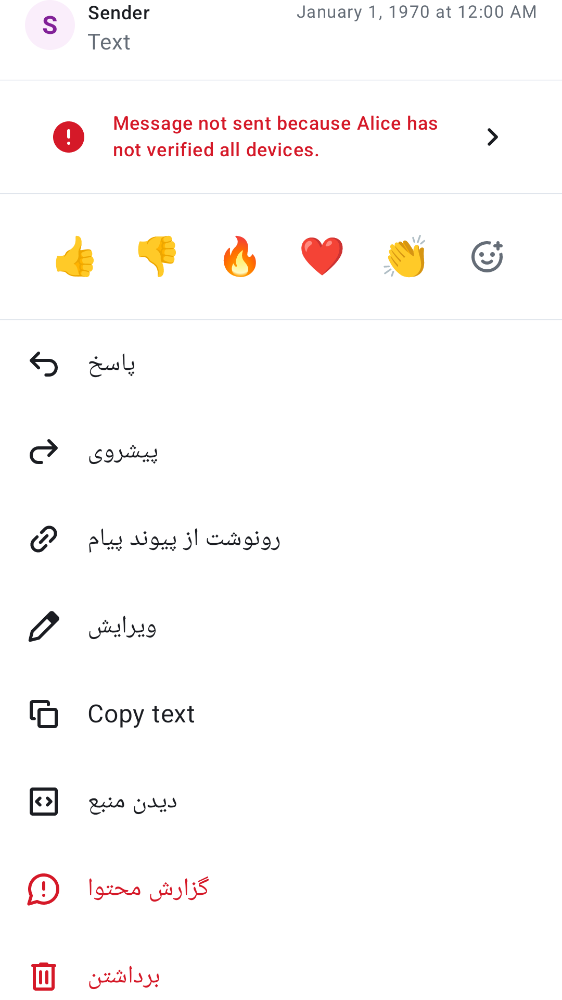 S
Sender
January 1, 1970 at 12:00 AM
Text
Message not sent because Alice has
not verified all devices.
پاسخ
پیشروی
رونوشت از پیوند پیام
ویرایش
Copy text
دیدن منبع
گزارش محتوا
برداشتن